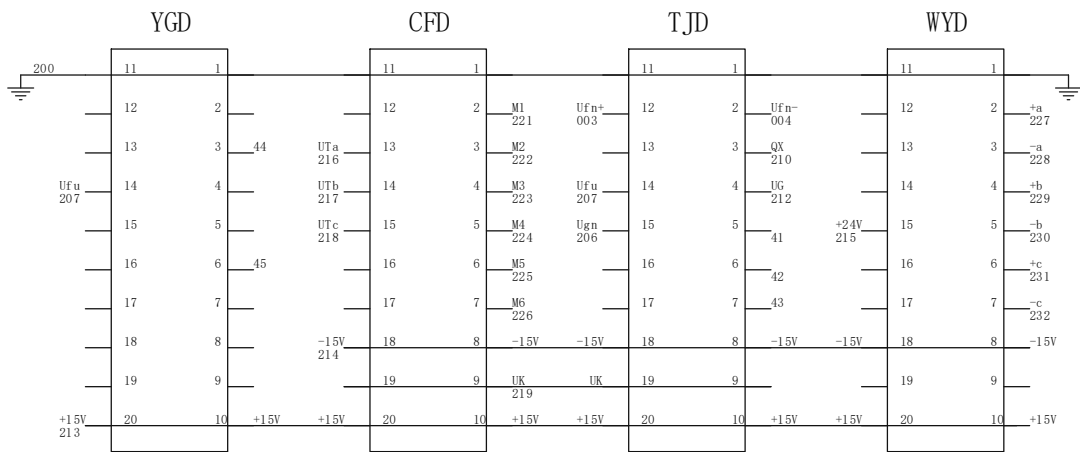 YGD CFD TJD WYD
200 11 1 11 1 11 1 11 1
12 2 12 2 M1 Ufn+ 12 2 Ufn- 12 2 +a
221 003 004 227
13 3 44 UTa 13 3 M2 13 3 QX 13 3 -a
216 222 210 228
Ufu 14 4 UTb 14 4 M3 Ufu 14 4 UG 14 4 +b
207 217 223 207 212 229
15 5 UTc 15 5 M4 Ugn 15 5 +24V 15 5 -b
218 224 206 41 215 230
16 6 45 16 6 M5 16 6 16 6 +c
225 42 231
17 7 17 7 M6 17 7 43 17 7 -c
226 232
18 8 -15V 18 8 -15V -15V 18 8 -15V -15V 18 8 -15V
214
19 9 19 9 UK UK 19 9 19 9
219
+15V 20 10 +15V +15V 20 10 +15V +15V 20 10 +15V +15V 20 10 +15V
213